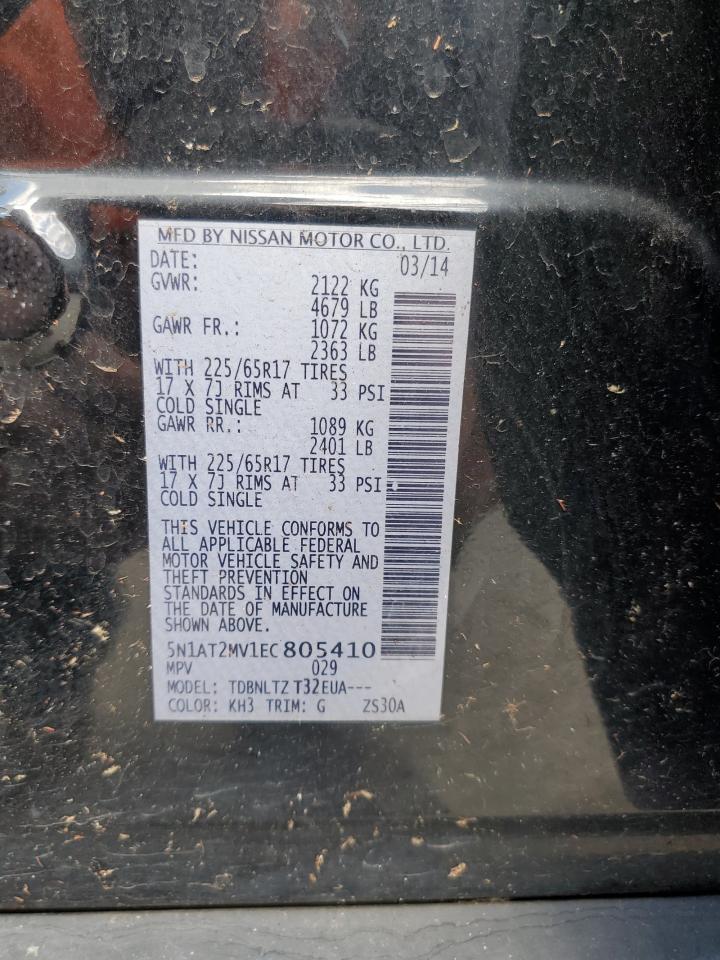 MFD BY NISSAN MOTOR CO., LTD.
DATE: 03/14
GVWR: 2122 KG
4679 LB
GAWR FR.: 1072 KG
2363 LB
WITH 225/65R17 TIRES
17 X 7J RIMS AT 33 PSI
COLD SINGLE
GAWR RR.: 1089 KG
2401 LB
WITH 225/65R17 TIRES
17 X 7J RIMS AT 33 PSI
COLD SINGLE
THIS VEHICLE CONFORMS TO
ALL APPLICABLE FEDERAL
MOTOR VEHICLE SAFETY AND
THEFT PREVENTION
STANDARDS IN EFFECT ON
THE DATE OF MANUFACTURE
SHOWN ABOVE.
5N1AT2MV1EC805410
MPV 029
MODEL: TDBNLTZ T32EUA---
COLOR: KH3 TRIM: G ZS30A